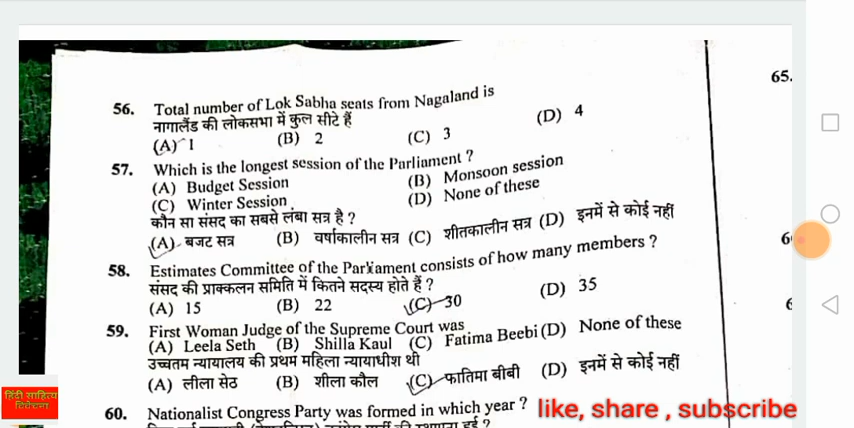 65.
56. Total number of Lok Sabha seats from Nagaland is
नागालैंड की लोकसभा में कुल सीटे हैं
(A) 1 (B) 2 (C) 3 (D) 4
57. Which is the longest session of the Parliament ?
(A) Budget Session (B) Monsoon session
(C) Winter Session (D) None of these
कौन सा संसद का सबसे लंबा सत्र है ?
(A) बजट सत्र (B) वर्षाकालीन सत्र (C) शीतकालीन सत्र (D) इनमें से कोई नहीं
58. Estimates Committee of the Parliament consists of how many members ?
संसद की प्राक्कलन समिति में कितने सदस्य होते हैं ?
(A) 15 (B) 22 (C) 30 (D) 35
59. First Woman Judge of the Supreme Court was
(A) Leela Seth (B) Shilla Kaul (C) Fatima Beebi (D) None of these
उच्चतम न्यायालय की प्रथम महिला न्यायाधीश थी
(A) लीला सेठ (B) शीला कौल (C) फातिमा बीबी (D) इनमें से कोई नहीं
60. Nationalist Congress Party was formed in which year ?
हिंदी साहित्य
विवेचना
like, share , subscribe